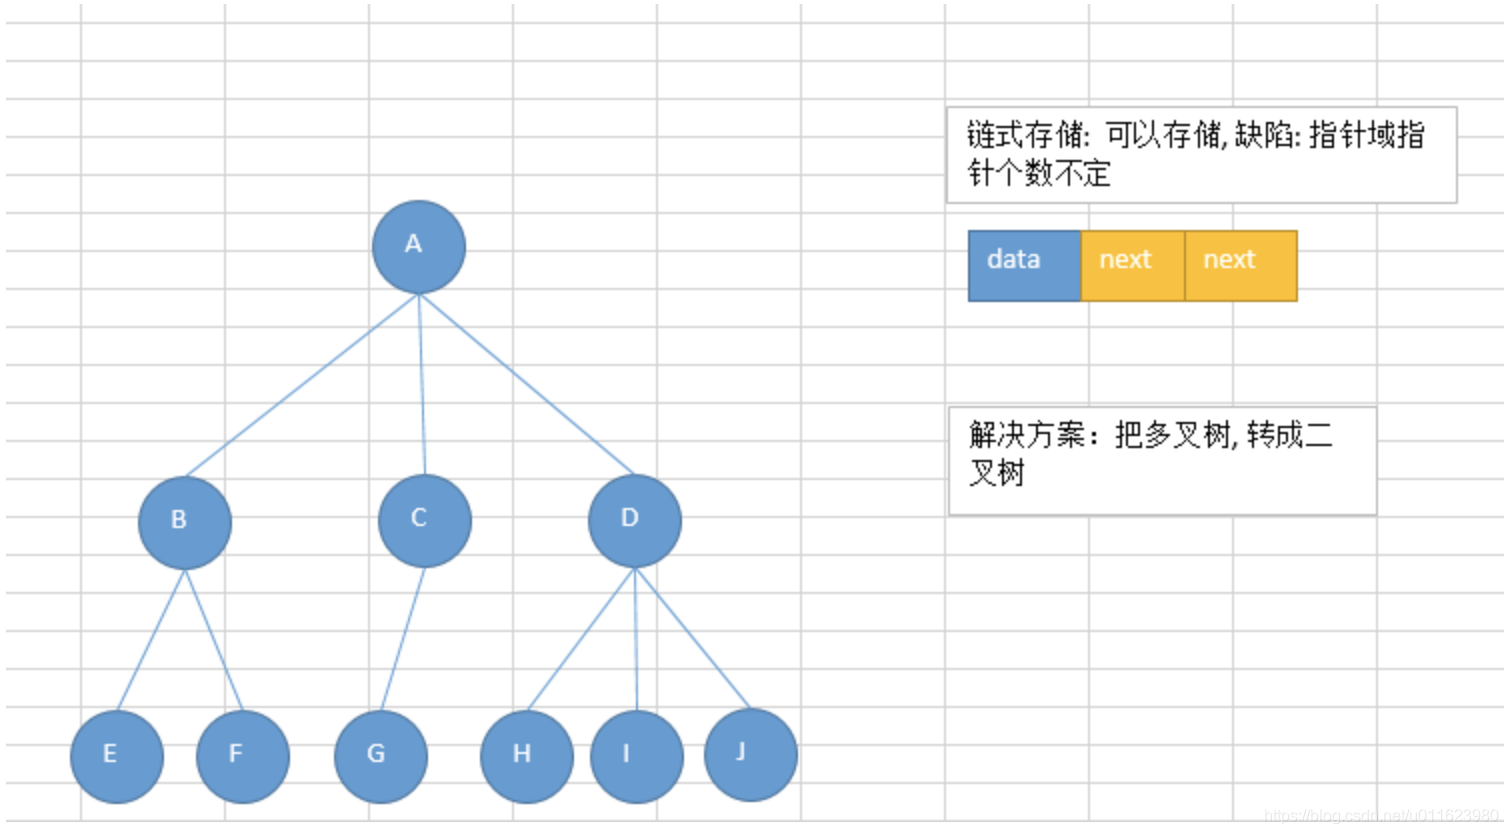 链式存储: 可以存储, 缺陷: 指针域指
针个数不定
A
data next next
解决方案：把多叉树, 转成二
叉树
B C D
E F G H I J
https://blog.csdn.net/u011623980